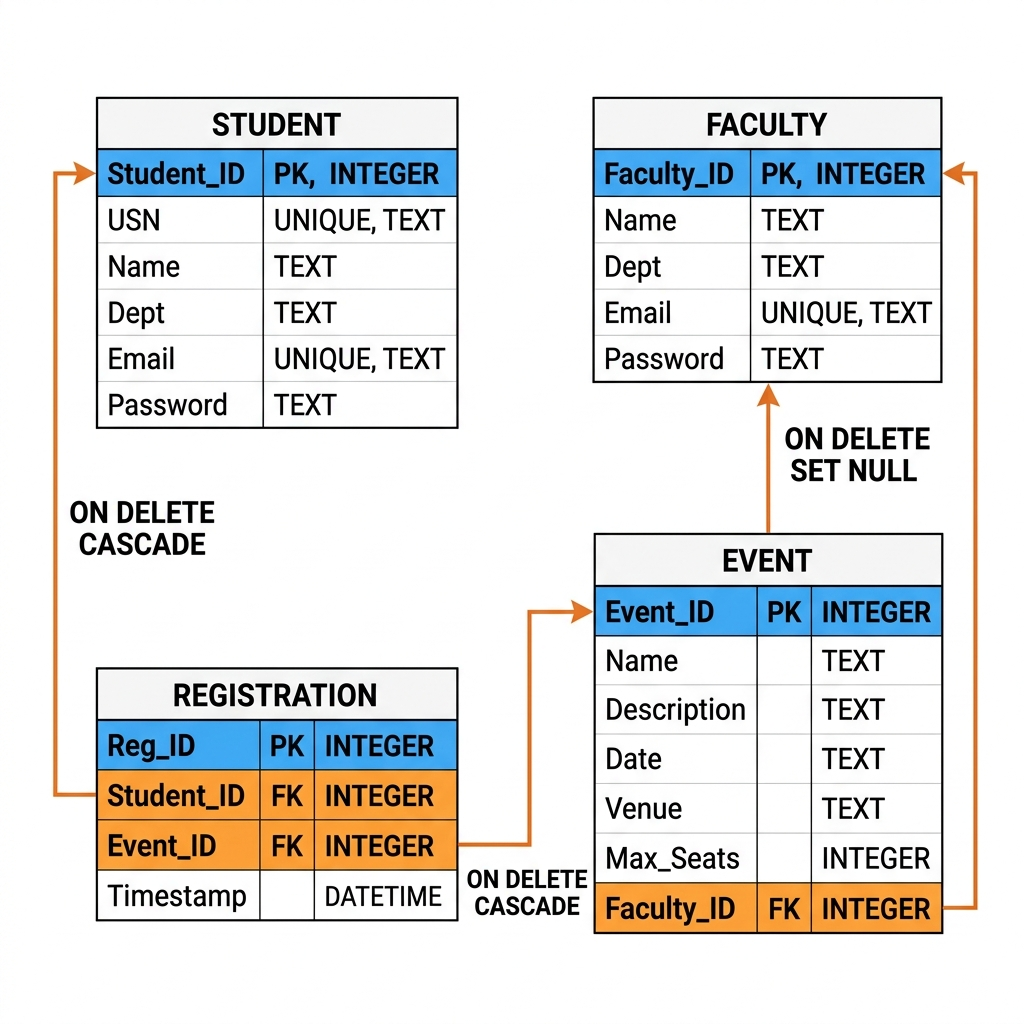 STUDENT
Student_ID PK, INTEGER
USN UNIQUE, TEXT
Name TEXT
Dept TEXT
Email UNIQUE, TEXT
Password TEXT
FACULTY
Faculty_ID PK, INTEGER
Name TEXT
Dept TEXT
Email UNIQUE, TEXT
Password TEXT
ON DELETE
SET NULL
ON DELETE
CASCADE
EVENT
Event_ID PK INTEGER
Name TEXT
Description TEXT
Date TEXT
Venue TEXT
Max_Seats INTEGER
Faculty_ID FK INTEGER
REGISTRATION
Reg_ID PK INTEGER
Student_ID FK INTEGER
Event_ID FK INTEGER
Timestamp DATETIME
ON DELETE
CASCADE